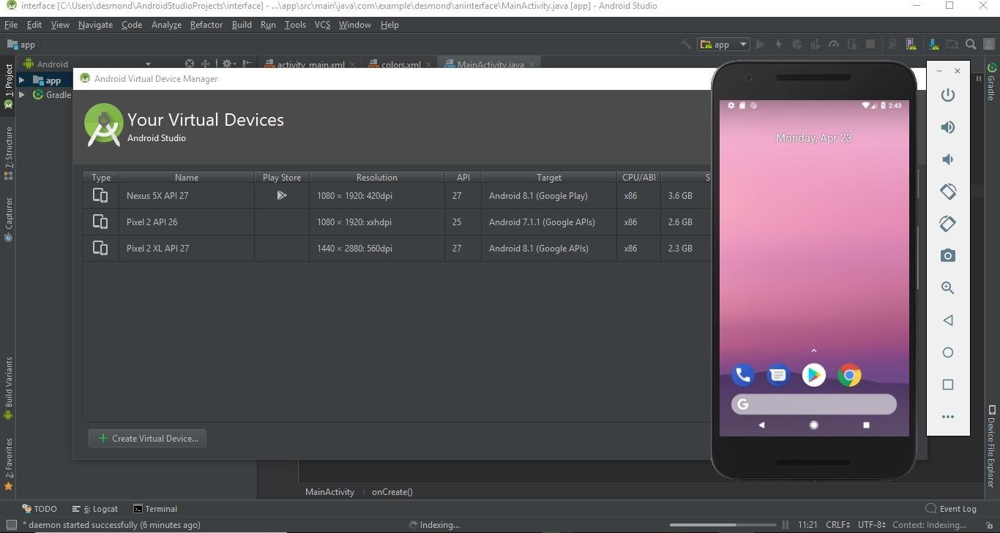 interface [C:\Users\desmond\AndroidStudioProjects\interface] - ...\app\src\main\java\com\example\desmond\aninterface\MainActivity.java [app] - Android Studio
File Edit View Navigate Code Analyze Refactor Build Run Tools VCS Window Help
app
app
Android
activity_main.xml
colors.xml
MainActivity.java
1: Project
7: Structure
Captures
Build Variants
2: Favorites
app
Gradle
Android Virtual Device Manager
Your Virtual Devices
Android Studio
Type Name Play Store Resolution API Target CPU/ABI S
Nexus 5X API 27 1080 × 1920: 420dpi 27 Android 8.1 (Google Play) x86 3.6 GB
Pixel 2 API 26 1080 × 1920: xxhdpi 25 Android 7.1.1 (Google APIs) x86 2.6 GB
Pixel 2 XL API 27 1440 × 2880: 560dpi 27 Android 8.1 (Google APIs) x86 2.3 GB
Create Virtual Device...
2:43
Monday, Apr 23
G
Gradle
Device File Explorer
MainActivity onCreate()
TODO 6: Logcat Terminal Event Log
* daemon started successfully (6 minutes ago) Indexing... 11:21 CRLF UTF-8 Context: Indexing...